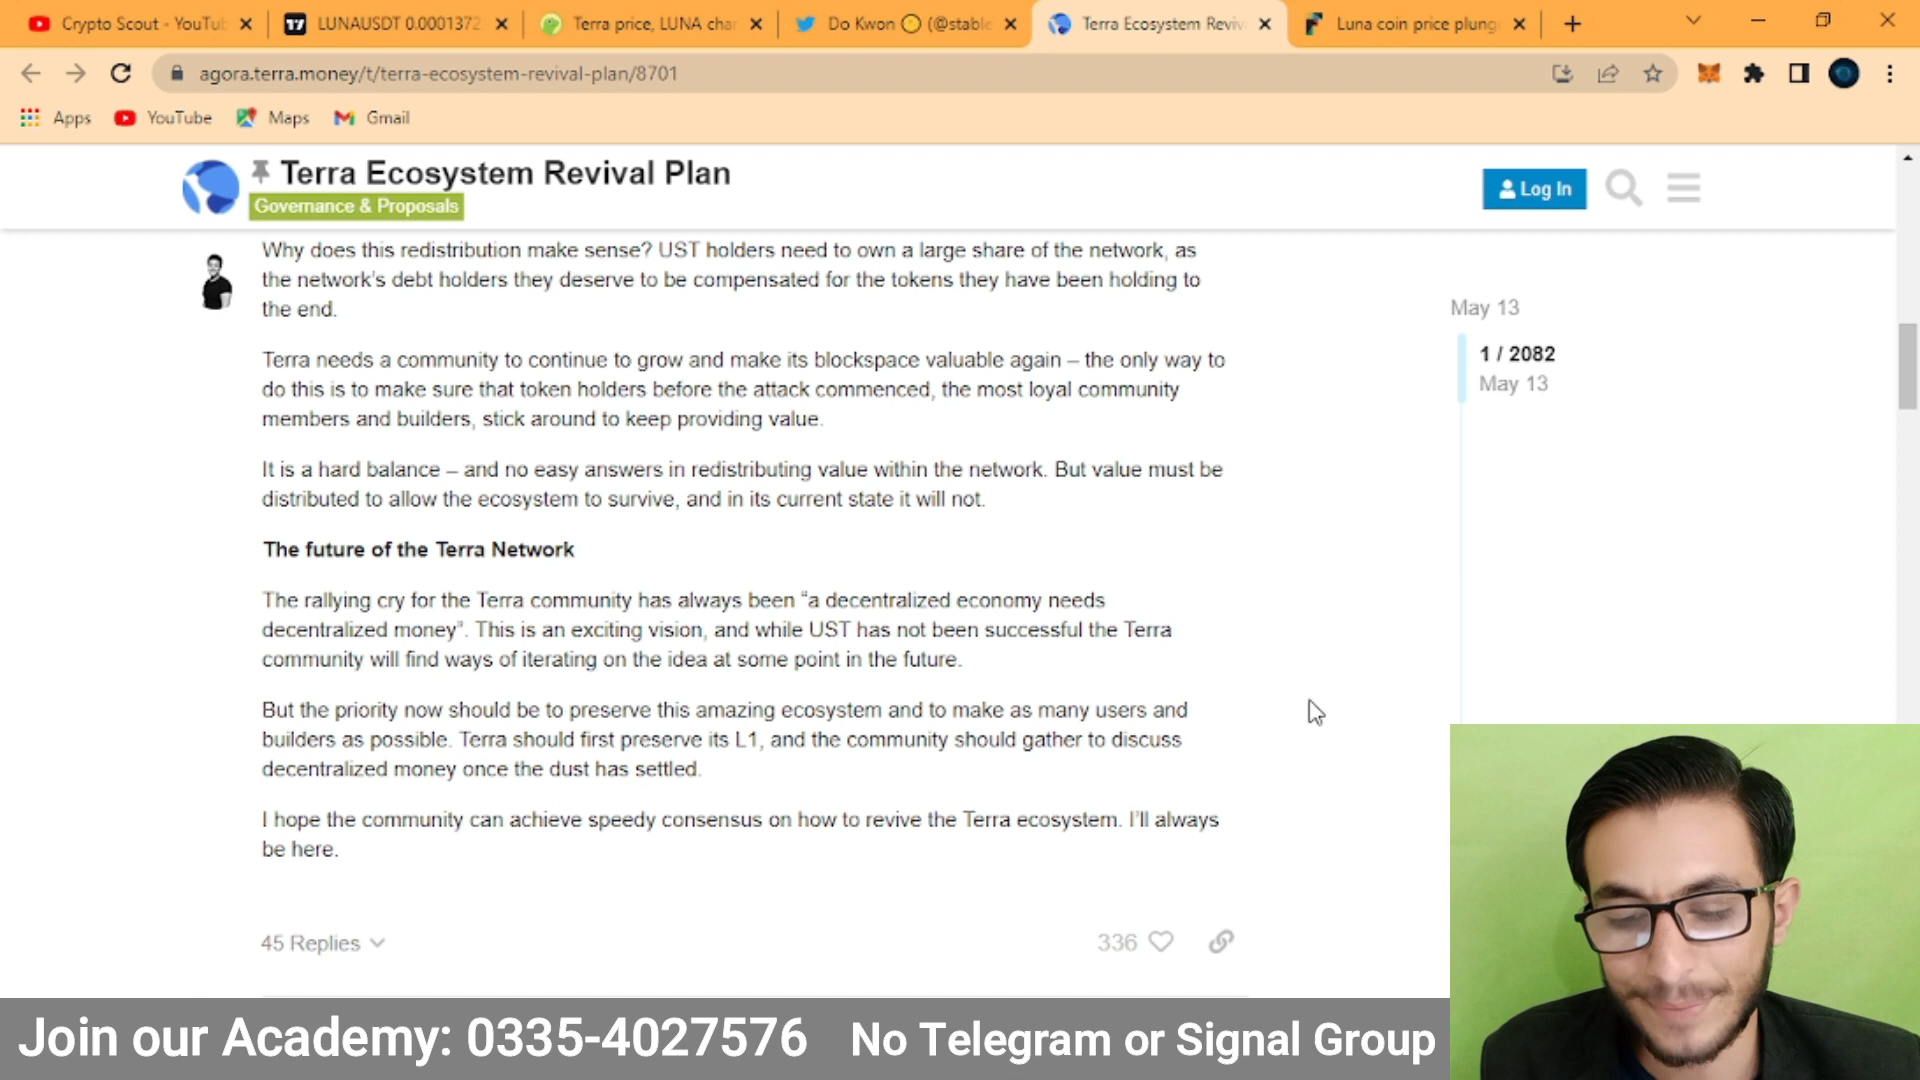 Crypto Scout - YouTub
LUNAUSDT 0.0001372
Terra price, LUNA char
Do Kwon (@stable
Terra Ecosystem Reviv
Luna coin price plung
agora.terra.money/t/terra-ecosystem-revival-plan/8701
Apps
YouTube
Maps
Gmail
Terra Ecosystem Revival Plan
Governance & Proposals
Log In
Why does this redistribution make sense? UST holders need to own a large share of the network, as
the network's debt holders they deserve to be compensated for the tokens they have been holding to
the end.
Terra needs a community to continue to grow and make its blockspace valuable again – the only way to
do this is to make sure that token holders before the attack commenced, the most loyal community
members and builders, stick around to keep providing value.
It is a hard balance – and no easy answers in redistributing value within the network. But value must be
distributed to allow the ecosystem to survive, and in its current state it will not.
The future of the Terra Network
The rallying cry for the Terra community has always been “a decentralized economy needs
decentralized money”. This is an exciting vision, and while UST has not been successful the Terra
community will find ways of iterating on the idea at some point in the future.
But the priority now should be to preserve this amazing ecosystem and to make as many users and
builders as possible. Terra should first preserve its L1, and the community should gather to discuss
decentralized money once the dust has settled.
I hope the community can achieve speedy consensus on how to revive the Terra ecosystem. I'll always
be here.
45 Replies
336
May 13
1 / 2082
May 13
Join our Academy: 0335-4027576
No Telegram or Signal Group